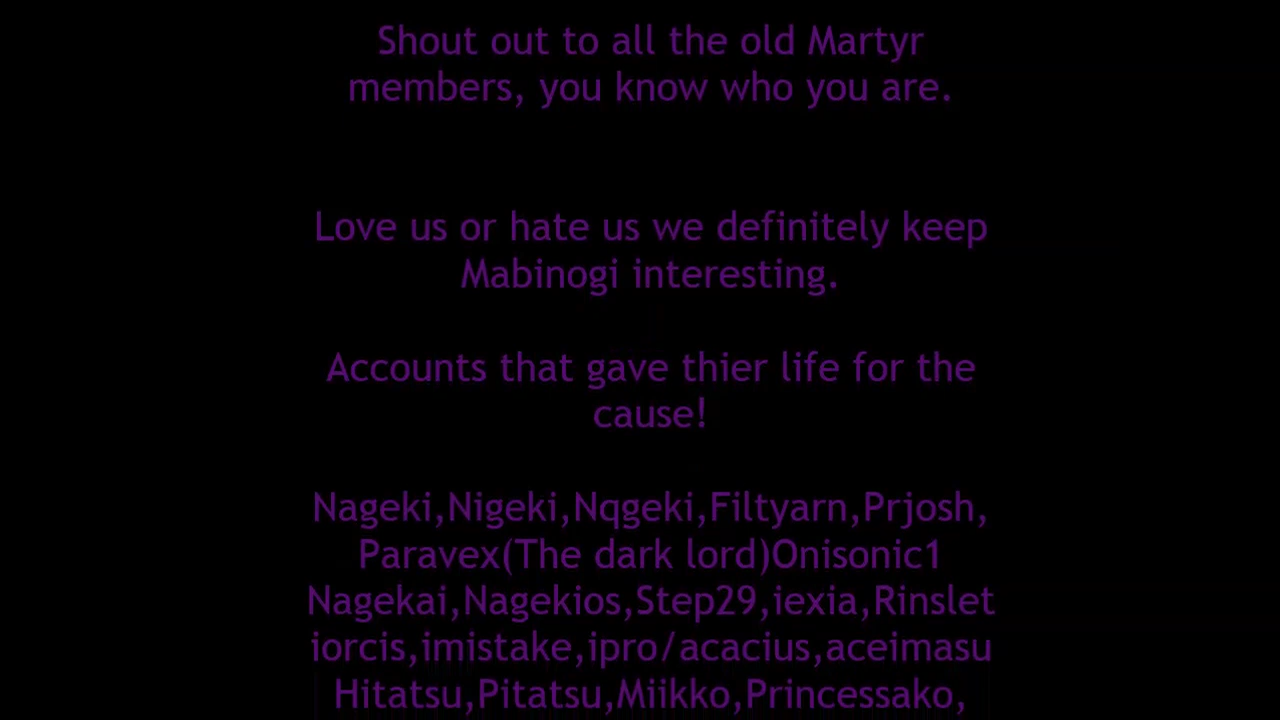 Shout out to all the old Martyr
members, you know who you are.
Love us or hate us we definitely keep
Mabinogi interesting.
Accounts that gave thier life for the
cause!
Nageki,Nigeki,Nqgeki,Filtyarn,Prjosh,
Paravex(The dark lord)Onisonic1
Nagekai,Nagekios,Step29,iexia,Rinslet
iorcis,imistake,ipro/acacius,aceimasu
Hitatsu,Pitatsu,Miikko,Princessako,